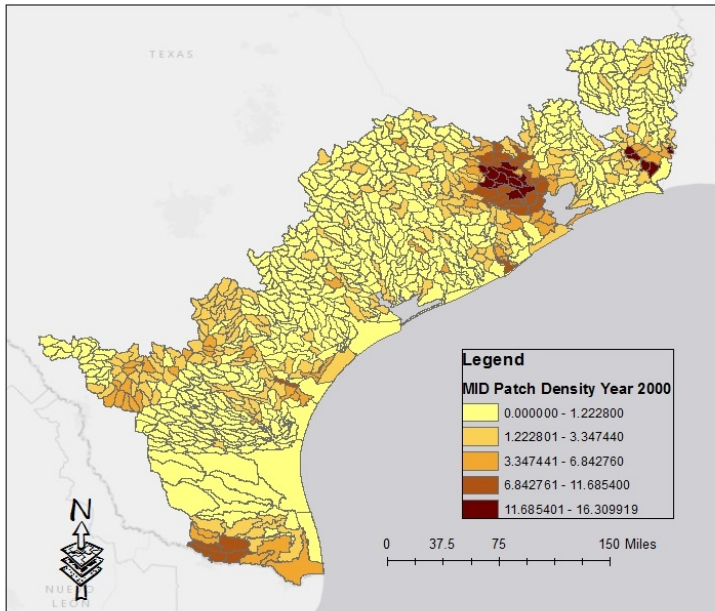 TEXAS
Legend
MID Patch Density Year 2000
0.000000 - 1.222800
1.222801 - 3.347440
3.347441 - 6.842760
6.842761 - 11.685400
11.685401 - 16.309919
N
0 37.5 75 150 Miles
NUEVO
LEÓN